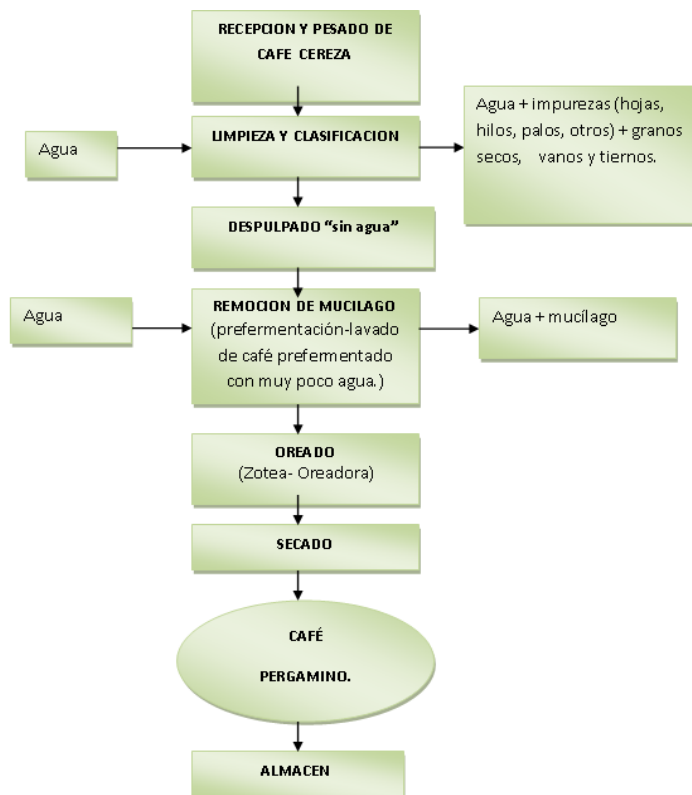 RECEPCION Y PESADO DE
CAFE CEREZA
Agua
LIMPIEZA Y CLASIFICACION
Agua + impurezas (hojas,
hilos, palos, otros) + granos
secos, vanos y tiernos.
DESPULPADO “sin agua”
Agua
REMOCION DE MUCILAGO
(prefermentación-lavado
de café prefermentado
con muy poco agua.)
Agua + mucílago
OREADO
(Zotea- Oreadora)
SECADO
CAFÉ
PERGAMINO.
ALMACEN